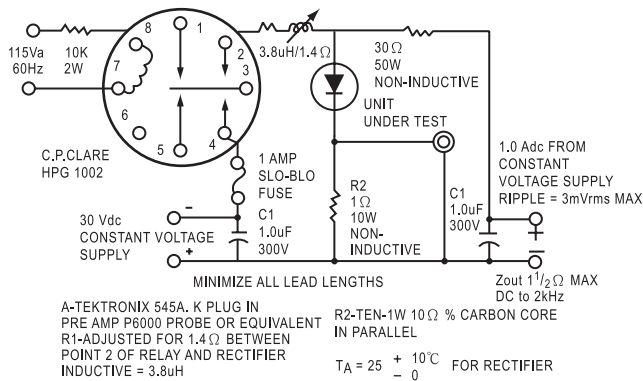 115Va
60Hz
10K
2W
8
1
7
2
3
6
5
4
C.P.CLARE
HPG 1002
3.8uH/1.4Ω
30Ω
50W
NON-INDUCTIVE
UNIT
UNDER TEST
1 AMP
SLO-BLO
FUSE
R2
1Ω
10W
NON-
INDUCTIVE
C1
1.0uF
300V
1.0 Adc FROM
CONSTANT
VOLTAGE SUPPLY
RIPPLE = 3mVrms MAX
+
−
30 Vdc
CONSTANT VOLTAGE
SUPPLY
−
+
C1
1.0uF
300V
MINIMIZE ALL LEAD LENGTHS
Zout 1 1/2 Ω MAX
DC to 2kHz
A-TEKTRONIX 545A. K PLUG IN
PRE AMP P6000 PROBE OR EQUIVALENT
R1-ADJUSTED FOR 1.4Ω BETWEEN
POINT 2 OF RELAY AND RECTIFIER
INDUCTIVE = 3.8uH
R2-TEN-1W 10Ω % CARBON CORE
IN PARALLEL
TA = 25 + 10℃ FOR RECTIFIER
− 0